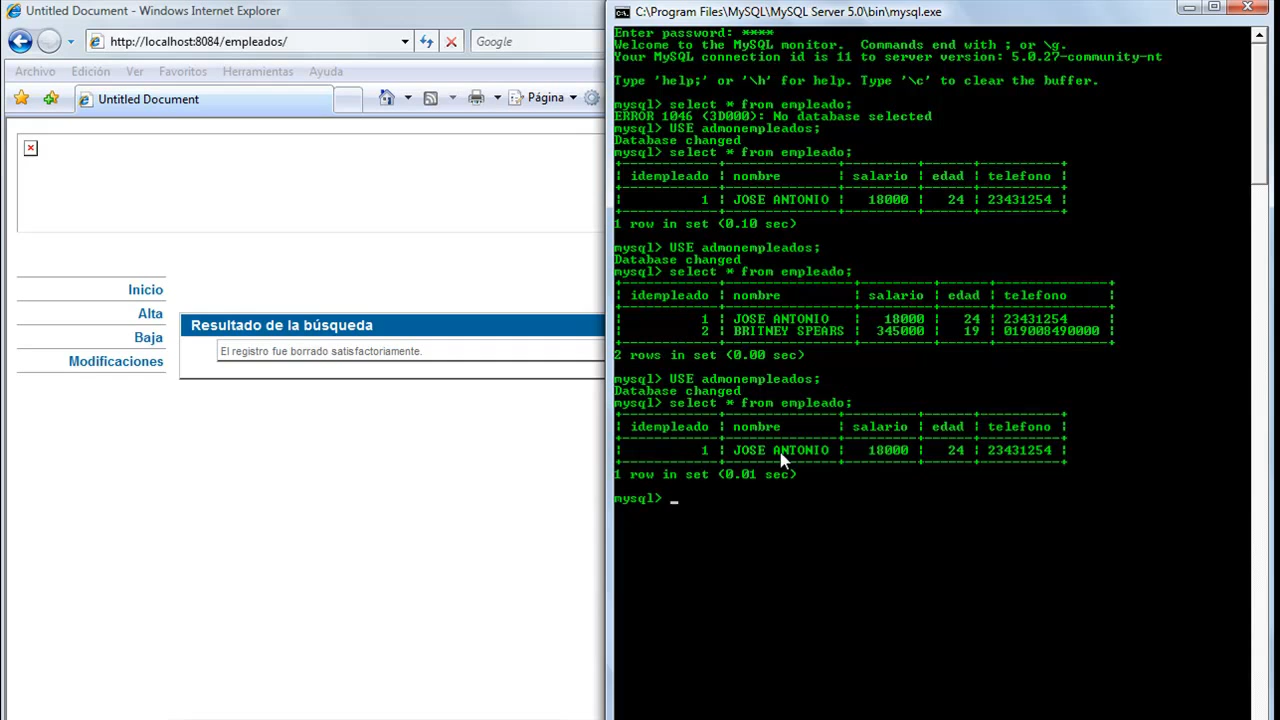 Untitled Document - Windows Internet Explorer
http://localhost:8084/empleados/
Google
Archivo Edición Ver Favoritos Herramientas Ayuda
Untitled Document
Página
Inicio
Alta
Baja
Modificaciones
Resultado de la búsqueda
El registro fue borrado satisfactoriamente.
C:\Program Files\MySQL\MySQL Server 5.0\bin\mysql.exe
Enter password: ****
Welcome to the MySQL monitor.  Commands end with ; or \g.
Your MySQL connection id is 11 to server version: 5.0.27-community-nt
Type 'help;' or '\h' for help. Type '\c' to clear the buffer.
mysql> select * from empleado;
ERROR 1046 (3D000): No database selected
mysql> USE admonempleados;
Database changed
mysql> select * from empleado;
+------------+--------------+---------+------+----------+
| idempleado | nombre       | salario | edad | telefono |
+------------+--------------+---------+------+----------+
|          1 | JOSE ANTONIO |   18000 |   24 | 23431254 |
+------------+--------------+---------+------+----------+
1 row in set (0.10 sec)
mysql> USE admonempleados;
Database changed
mysql> select * from empleado;
+------------+----------------+---------+------+--------------+
| idempleado | nombre         | salario | edad | telefono     |
+------------+----------------+---------+------+--------------+
|          1 | JOSE ANTONIO   |   18000 |   24 | 23431254     |
|          2 | BRITNEY SPEARS |  345000 |   19 | 019008490000 |
+------------+----------------+---------+------+--------------+
2 rows in set (0.00 sec)
mysql> USE admonempleados;
Database changed
mysql> select * from empleado;
+------------+--------------+---------+------+----------+
| idempleado | nombre       | salario | edad | telefono |
+------------+--------------+---------+------+----------+
|          1 | JOSE ANTONIO |   18000 |   24 | 23431254 |
+------------+--------------+---------+------+----------+
1 row in set (0.01 sec)
mysql> _